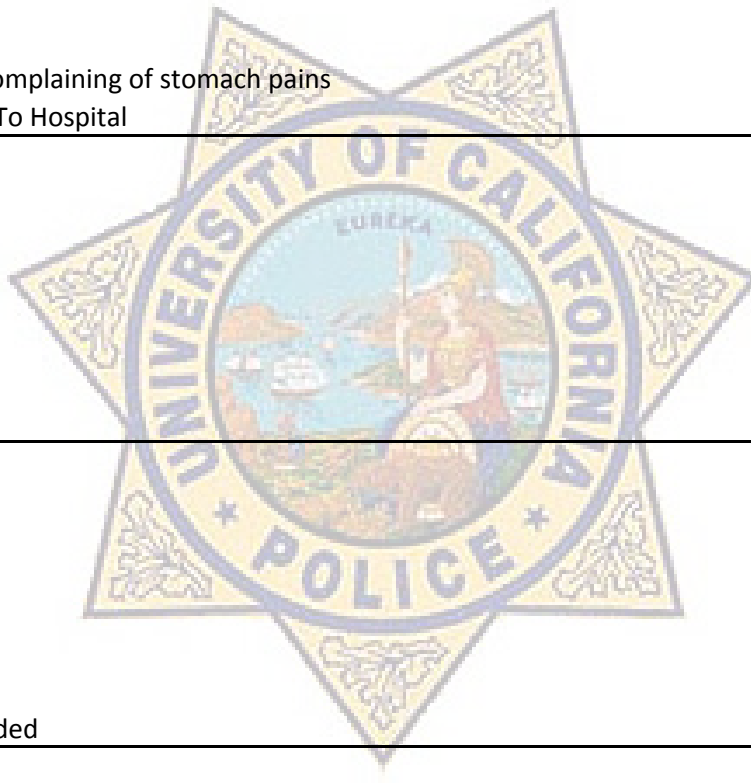 omplaining of stomach pains
To Hospital
UNIVERSITY OF CALIFORNIA
EUREKA
* POLICE *
ded